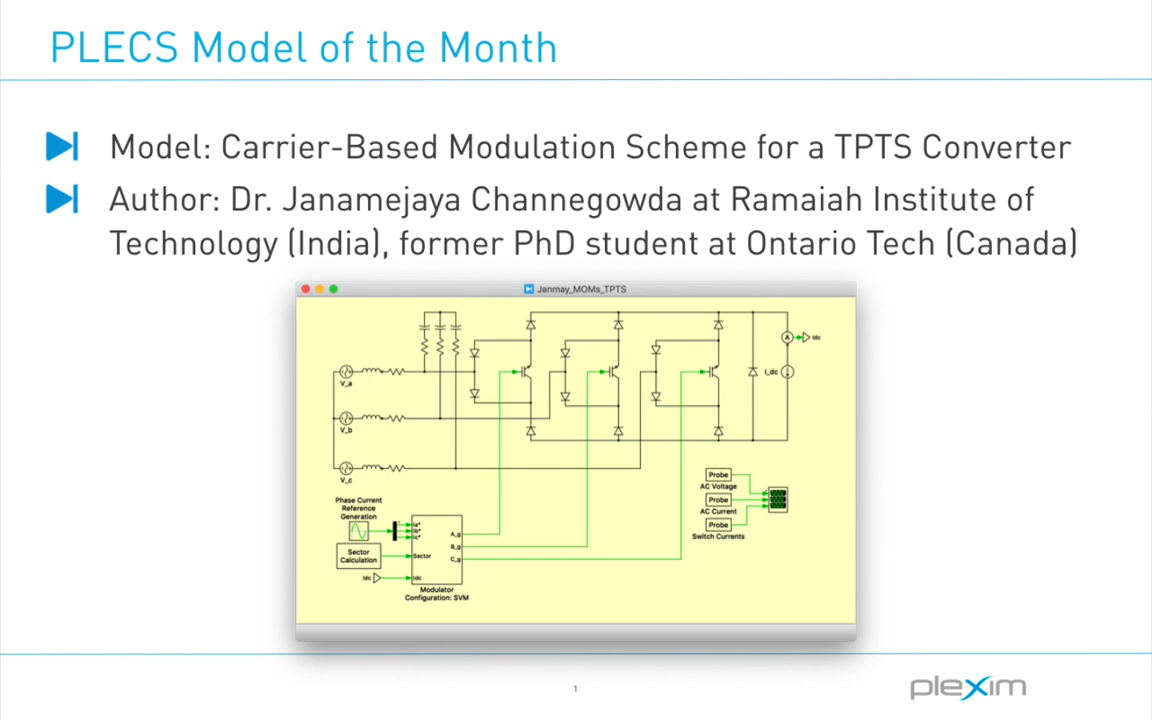 PLECS Model of the Month
Model: Carrier-Based Modulation Scheme for a TPTS Converter
Author: Dr. Janamejaya Channegowda at Ramaiah Institute of
Technology (India), former PhD student at Ontario Tech (Canada)
Janmay_MOMs_TPTS
A
Idc
V_a
I_dc
V_b
V_c
Probe
AC Voltage
Probe
AC Current
Probe
Switch Currents
Phase Current
Reference
Generation
Ia*
Ib*
Ic*
A_g
B_g
C_g
Sector
Calculation
Sector
Idc
Idc
Modulator
Configuration: SVM
1
plexim